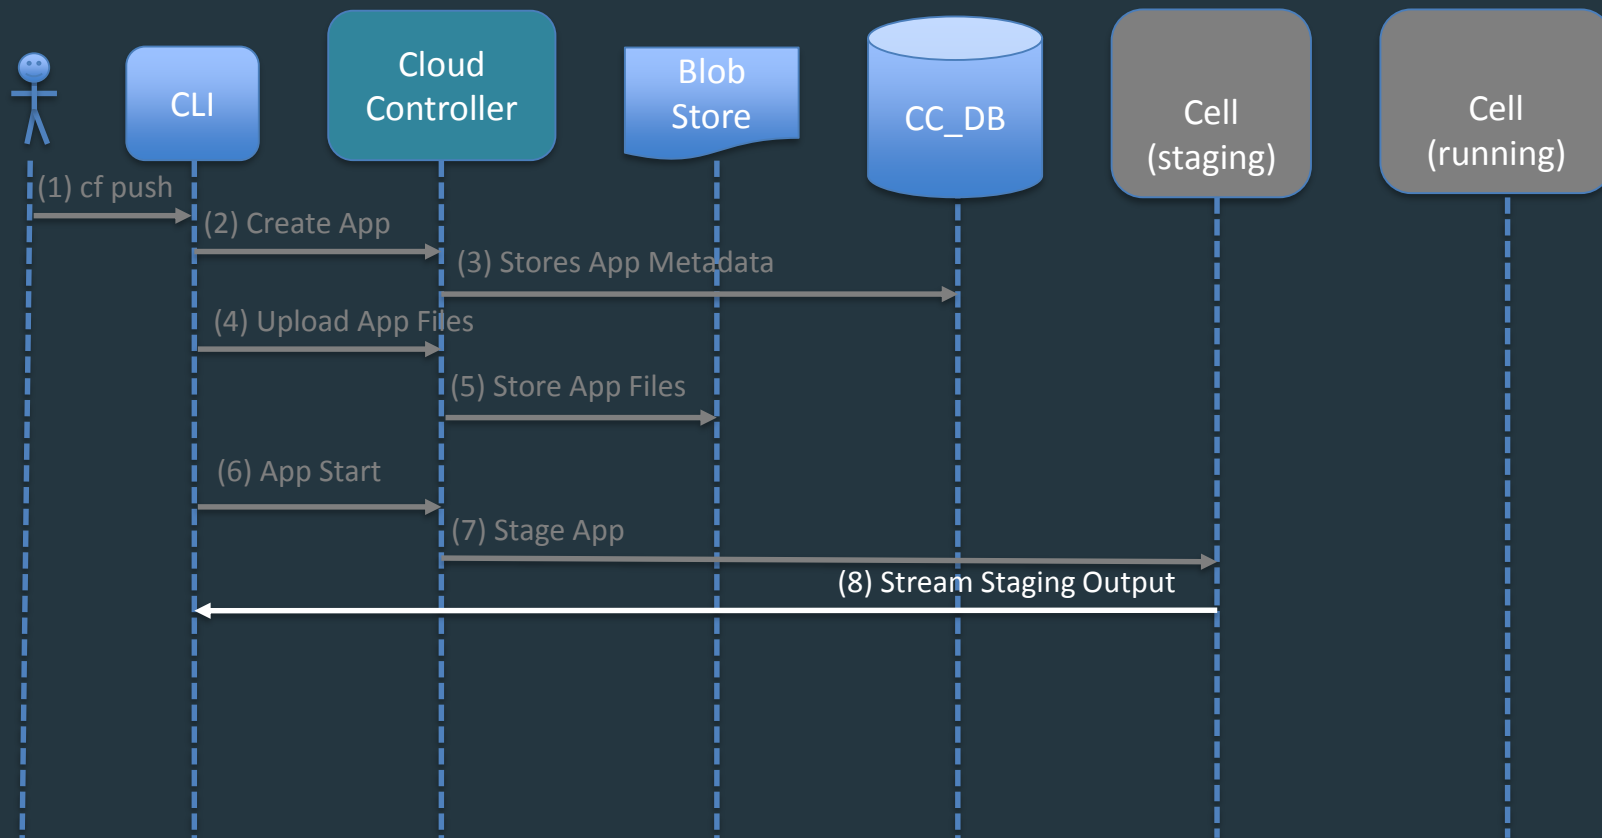 CLI
Cloud
Controller
Blob
Store
CC_DB
Cell
(staging)
Cell
(running)
(1) cf push
(2) Create App
(3) Stores App Metadata
(4) Upload App Files
(5) Store App Files
(6) App Start
(7) Stage App
(8) Stream Staging Output